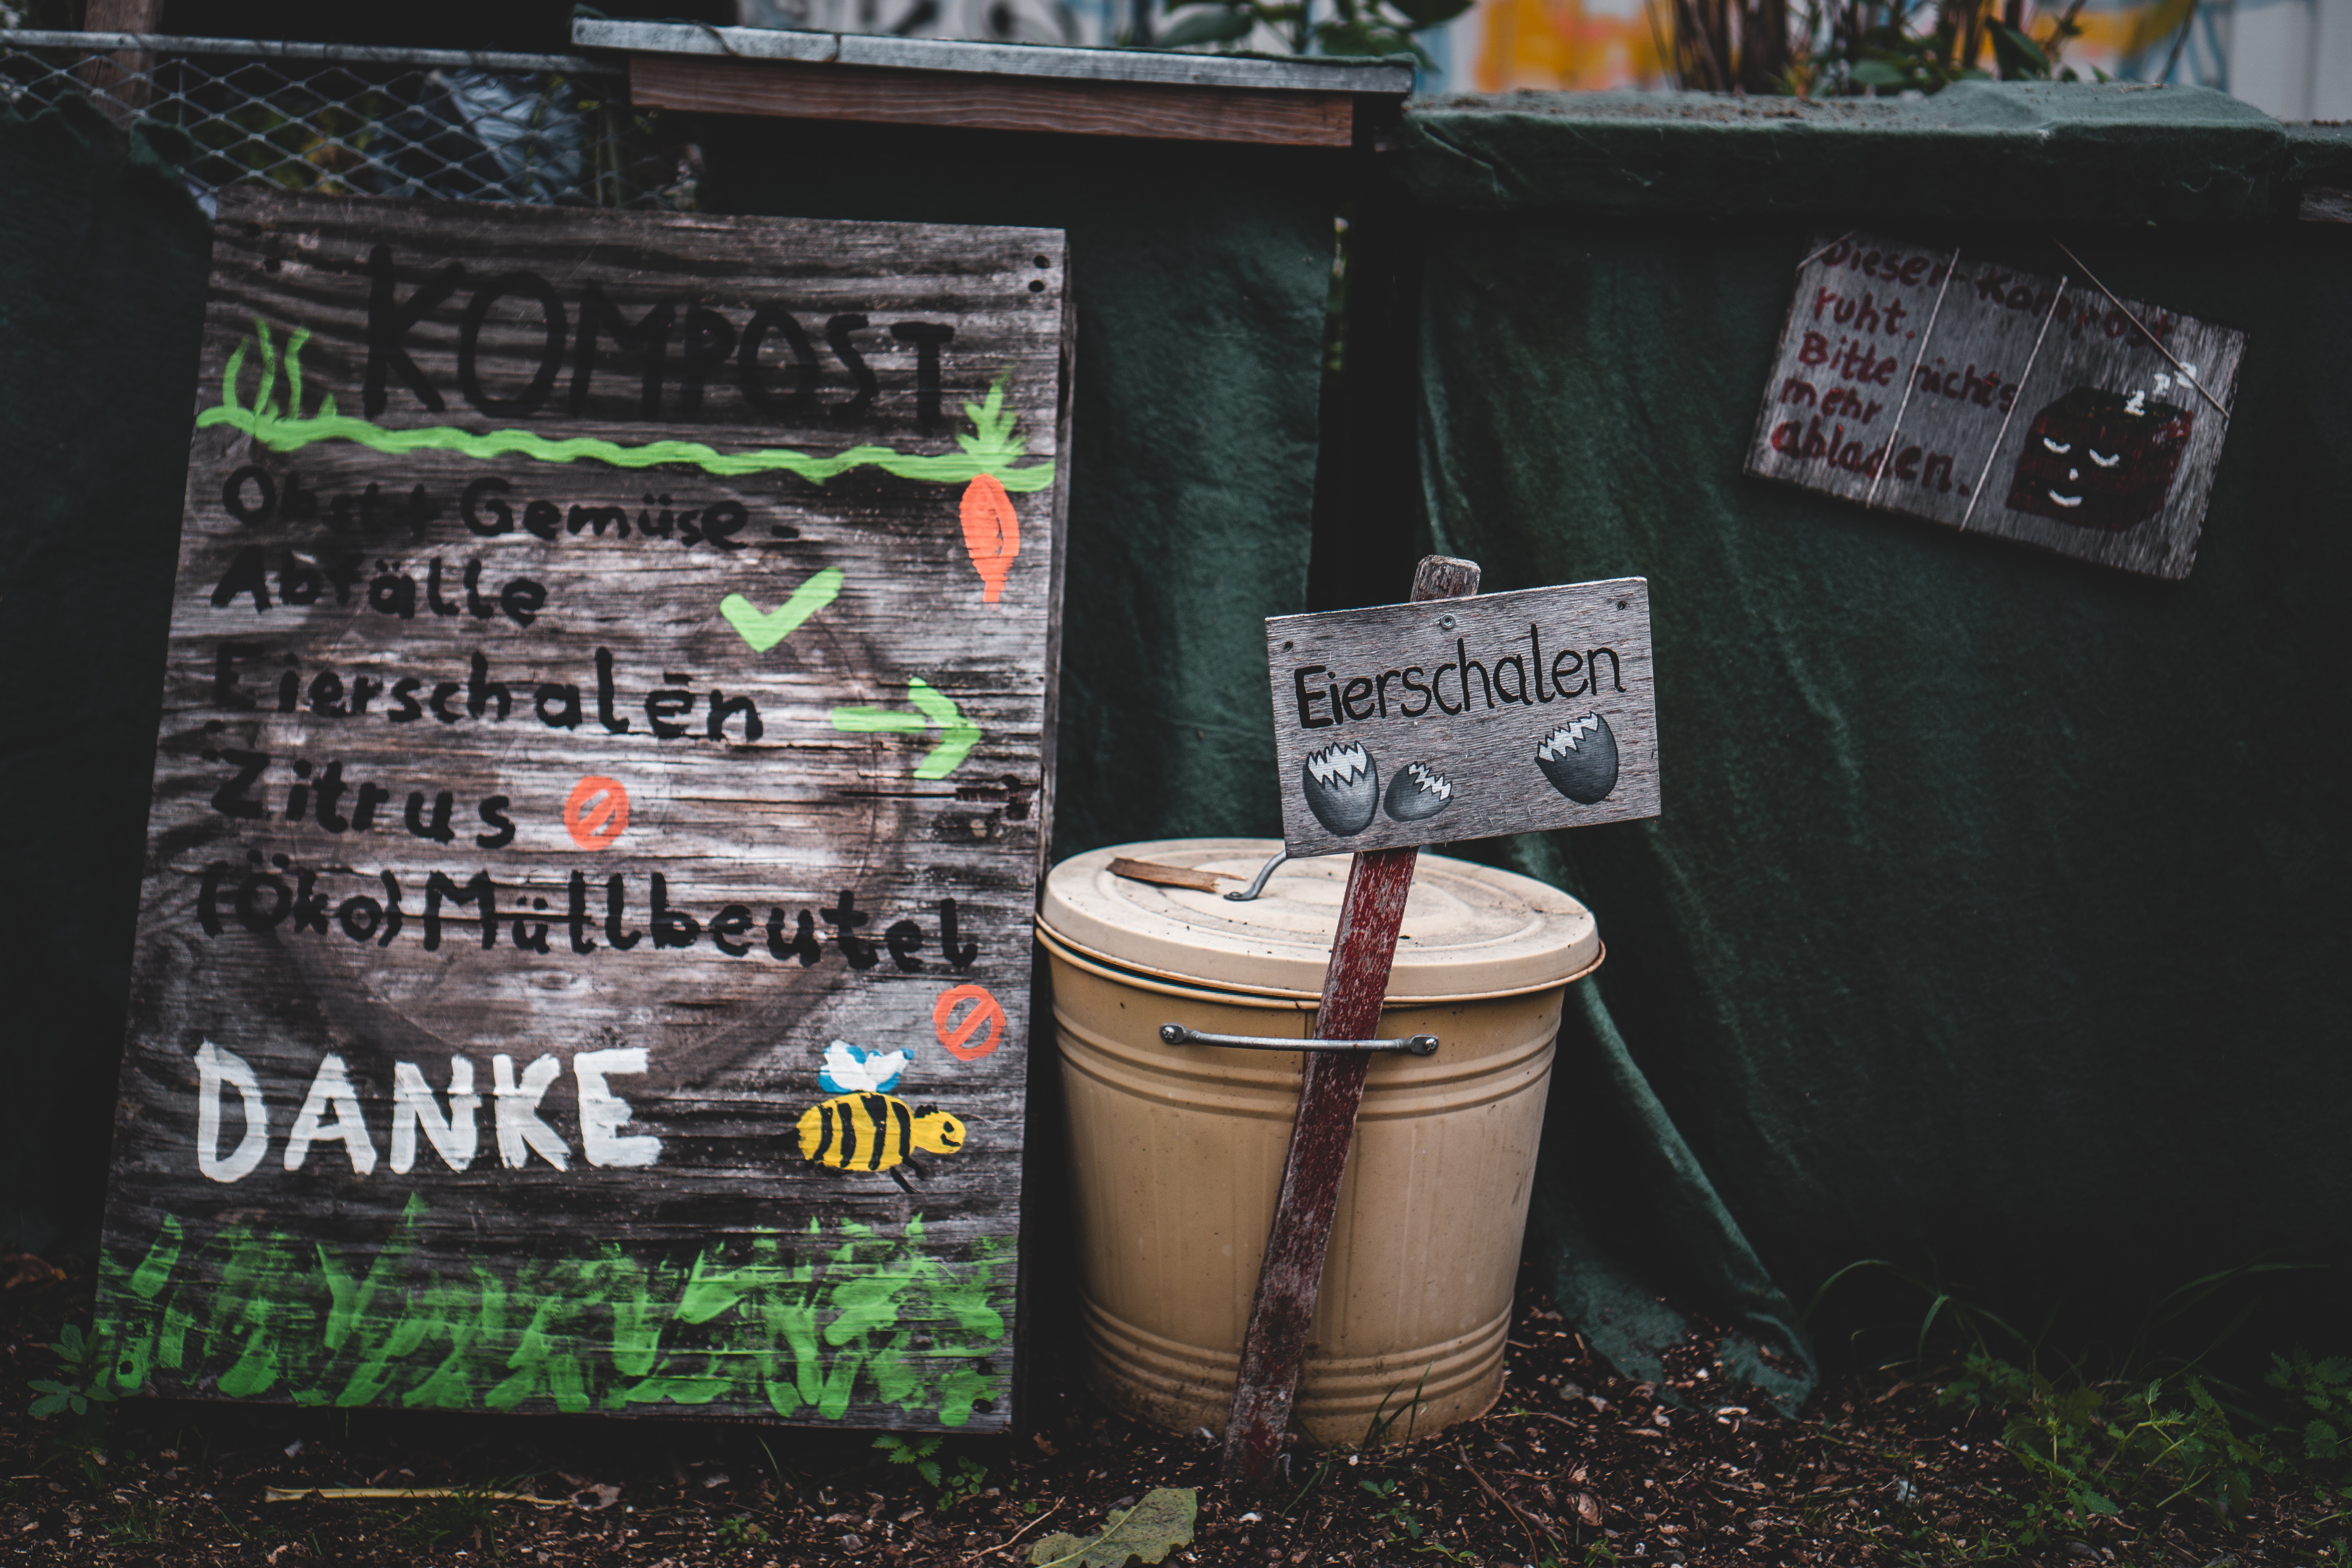 KOMPOST
Obst+Gemüse-
Abfälle
Eierschalen
Zitrus
(Öko)Müllbeutel
DANKE
Eierschalen
Dieser Kompost
ruht.
Bitte nichts
mehr
abladen.